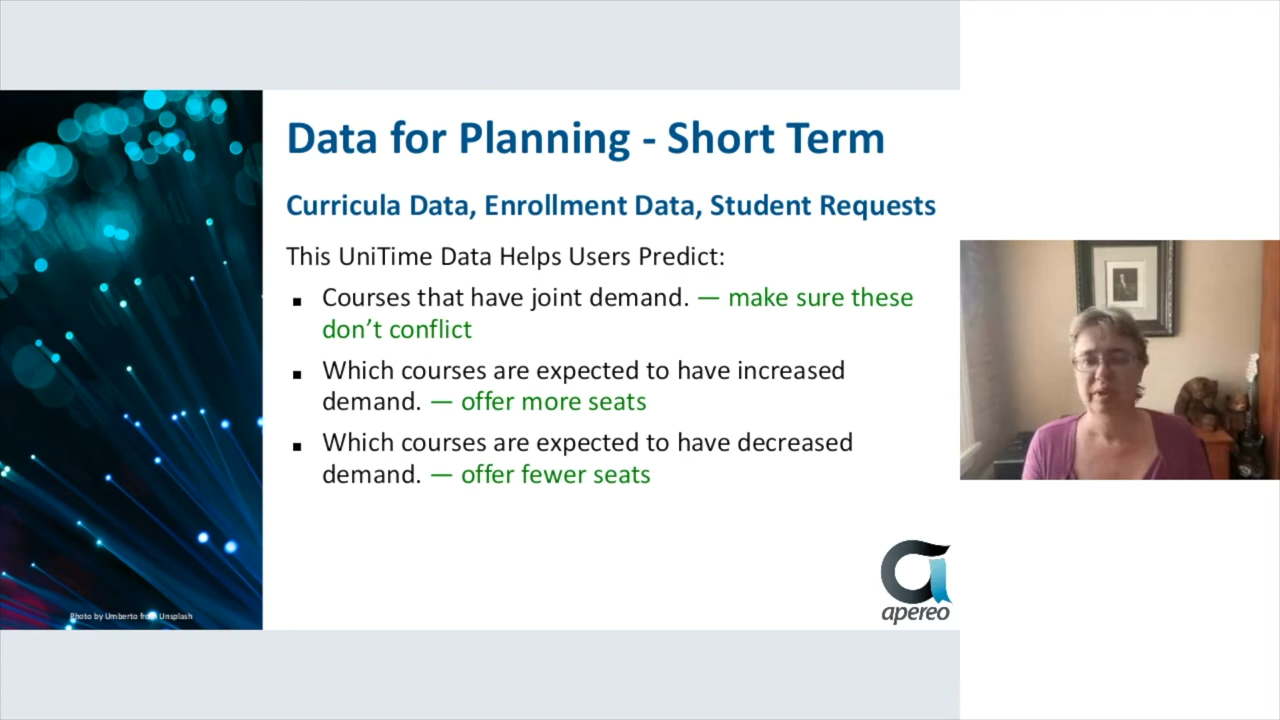 Data for Planning - Short Term
Curricula Data, Enrollment Data, Student Requests
This UniTime Data Helps Users Predict:
▪ Courses that have joint demand. — make sure these
don’t conflict
▪ Which courses are expected to have increased
demand. — offer more seats
▪ Which courses are expected to have decreased
demand. — offer fewer seats
Photo by Umberto from Unsplash
apereo